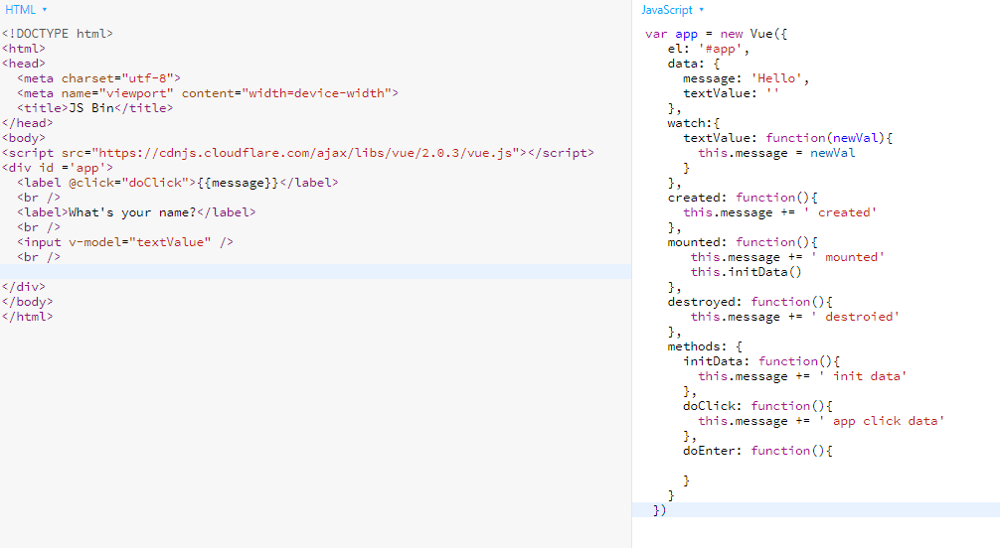 HTML
<!DOCTYPE html>
<html>
<head>
  <meta charset="utf-8">
  <meta name="viewport" content="width=device-width">
  <title>JS Bin</title>
</head>
<body>
<script src="https://cdnjs.cloudflare.com/ajax/libs/vue/2.0.3/vue.js"></script>
<div id ='app'>
  <label @click="doClick">{{message}}</label>
  <br />
  <label>What's your name?</label>
  <br />
  <input v-model="textValue" />
  <br />
</div>
</body>
</html>
JavaScript
var app = new Vue({
   el: '#app',
   data: {
     message: 'Hello',
     textValue: ''
   },
   watch:{
     textValue: function(newVal){
       this.message = newVal
     }
   },
   created: function(){
     this.message += ' created'
   },
   mounted: function(){
      this.message += ' mounted'
      this.initData()
   },
   destroyed: function(){
      this.message += ' destroied'
   },
   methods: {
     initData: function(){
       this.message += ' init data'
     },
     doClick: function(){
       this.message += ' app click data'
     },
     doEnter: function(){
     }
   }
 })